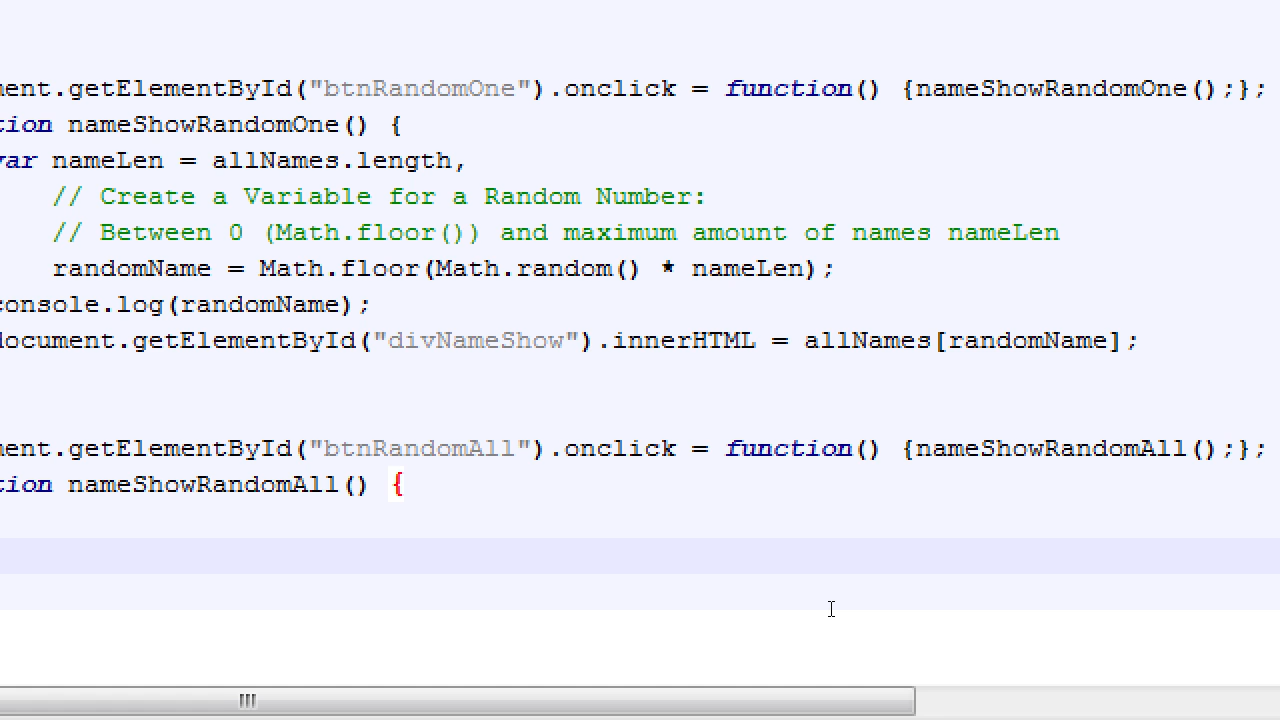 ment.getElementById("btnRandomOne").onclick = function() {nameShowRandomOne();};
tion nameShowRandomOne() {
var nameLen = allNames.length,
// Create a Variable for a Random Number:
// Between 0 (Math.floor()) and maximum amount of names nameLen
randomName = Math.floor(Math.random() * nameLen);
console.log(randomName);
document.getElementById("divNameShow").innerHTML = allNames[randomName];
ment.getElementById("btnRandomAll").onclick = function() {nameShowRandomAll();};
tion nameShowRandomAll() {